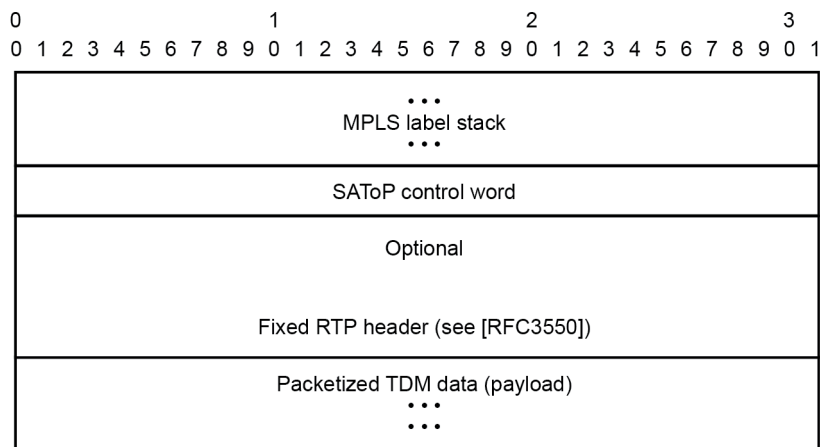 0 1 2 3
0 1 2 3 4 5 6 7 8 9 0 1 2 3 4 5 6 7 8 9 0 1 2 3 4 5 6 7 8 9 0 1
...
MPLS label stack
...
SAToP control word
Optional
Fixed RTP header (see [RFC3550])
Packetized TDM data (payload)
...
...